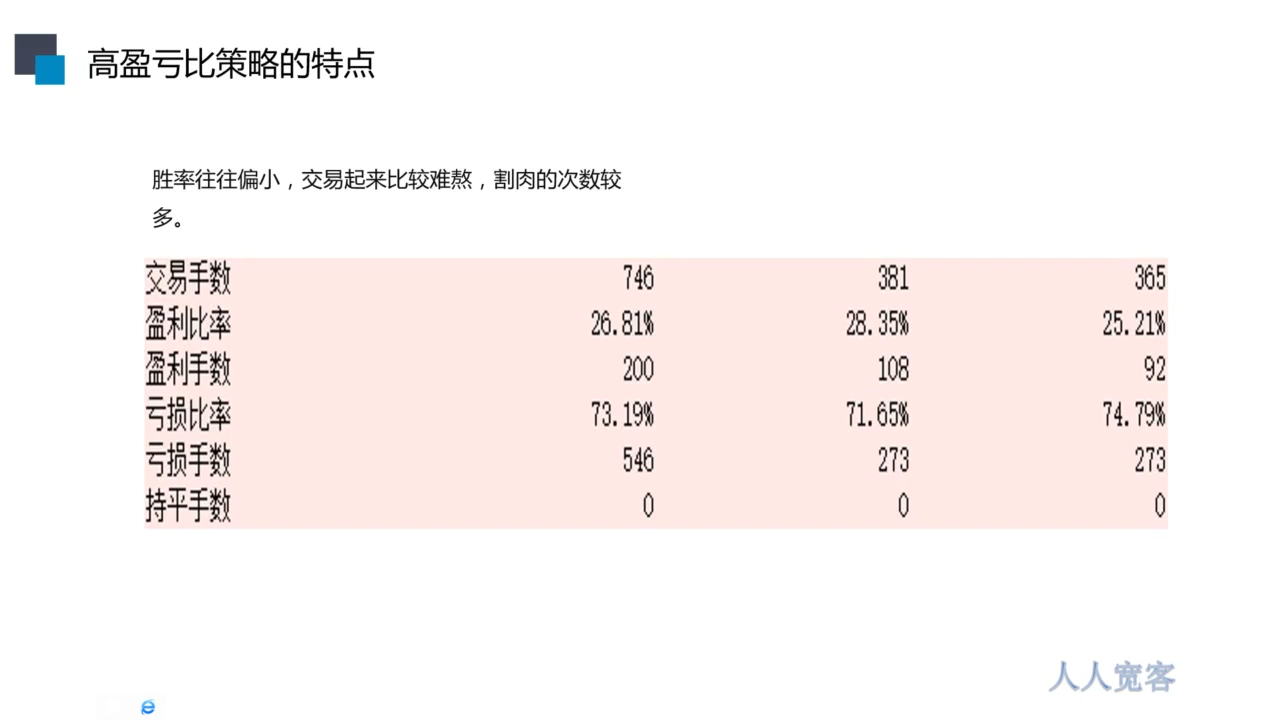 高盈亏比策略的特点
胜率往往偏小，交易起来比较难熬，割肉的次数较
多。
交易手数 746 381 365
盈利比率 26.81% 28.35% 25.21%
盈利手数 200 108 92
亏损比率 73.19% 71.65% 74.79%
亏损手数 546 273 273
持平手数 0 0 0
人人宽客